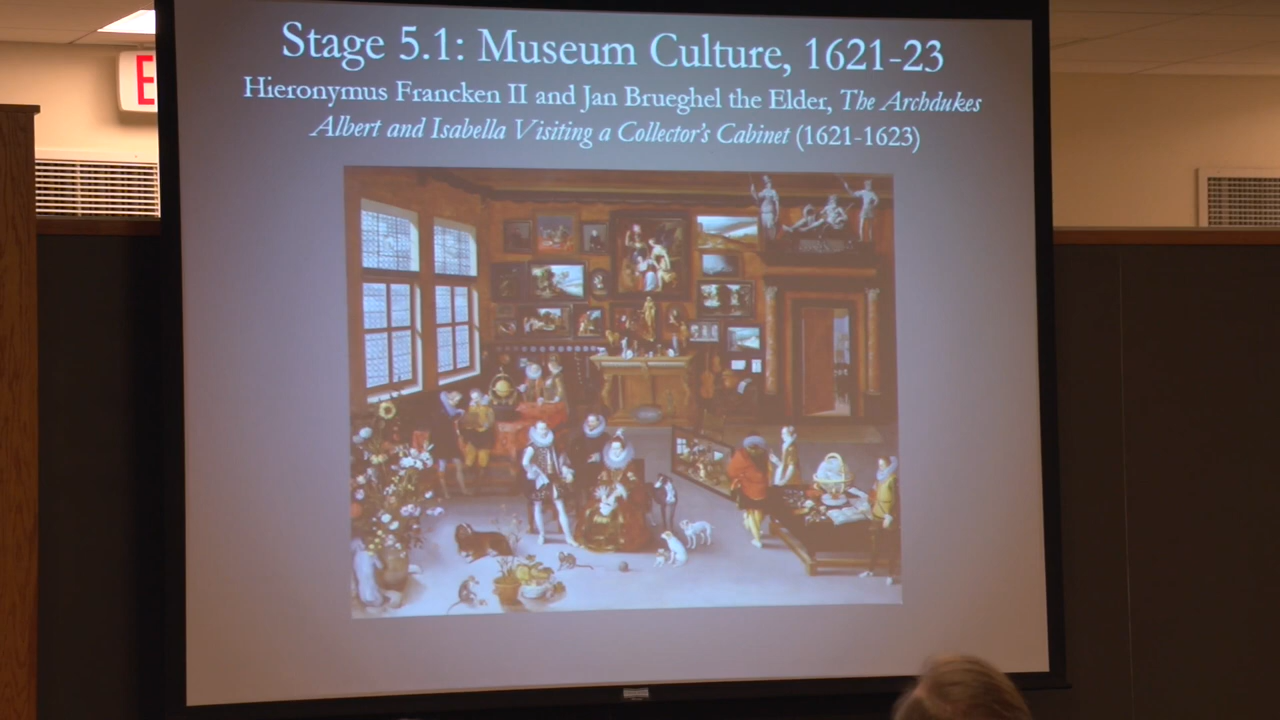 Stage 5.1: Museum Culture, 1621-23
Hieronymus Francken II and Jan Brueghel the Elder, The Archdukes
Albert and Isabella Visiting a Collector's Cabinet (1621-1623)
E